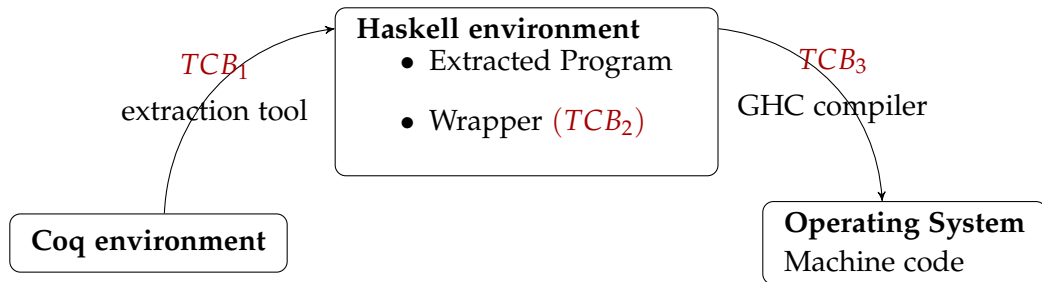 Haskell environment
• Extracted Program
• Wrapper (TCB₂)
TCB₁
extraction tool
TCB₃
GHC compiler
Coq environment
Operating System
Machine code